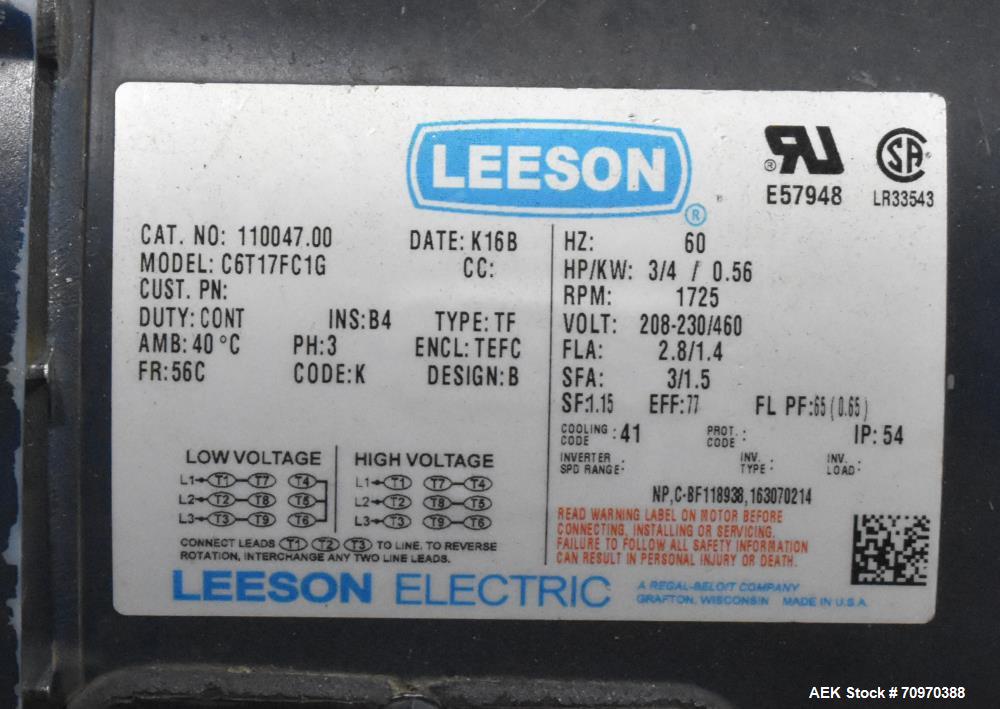 LEESON
®
®
E57948
SA
LR33543
CAT. NO: 110047.00 DATE: K16B
MODEL: C6T17FC1G CC:
CUST. PN:
DUTY: CONT INS:B4 TYPE: TF
AMB: 40 °C PH:3 ENCL: TEFC
FR:56C CODE:K DESIGN:B
HZ: 60
HP/KW: 3/4 / 0.56
RPM: 1725
VOLT: 208-230/460
FLA: 2.8/1.4
SFA: 3/1.5
SF:1.15 EFF:77 FL PF:65 (0.65)
COOLING CODE : 41 PROT. CODE : IP: 54
INVERTER SPD RANGE- INV. TYPE - INV. LOAD-
NP,C-BF118938,163070214
LOW VOLTAGE
L1 T1 T7 T4
L2 T2 T8 T5
L3 T3 T9 T6
HIGH VOLTAGE
L1 T1 T7 T4
L2 T2 T8 T5
L3 T3 T9 T6
CONNECT LEADS T1 T2 T3 TO LINE. TO REVERSE
ROTATION, INTERCHANGE ANY TWO LINE LEADS.
READ WARNING LABEL ON MOTOR BEFORE
CONNECTING, INSTALLING OR SERVICING.
FAILURE TO FOLLOW ALL SAFETY INFORMATION
CAN RESULT IN PERSONAL INJURY OR DEATH.
LEESON ELECTRIC
A REGAL-BELOIT COMPANY
GRAFTON, WISCONSIN MADE IN U.S.A.
AEK Stock # 70970388